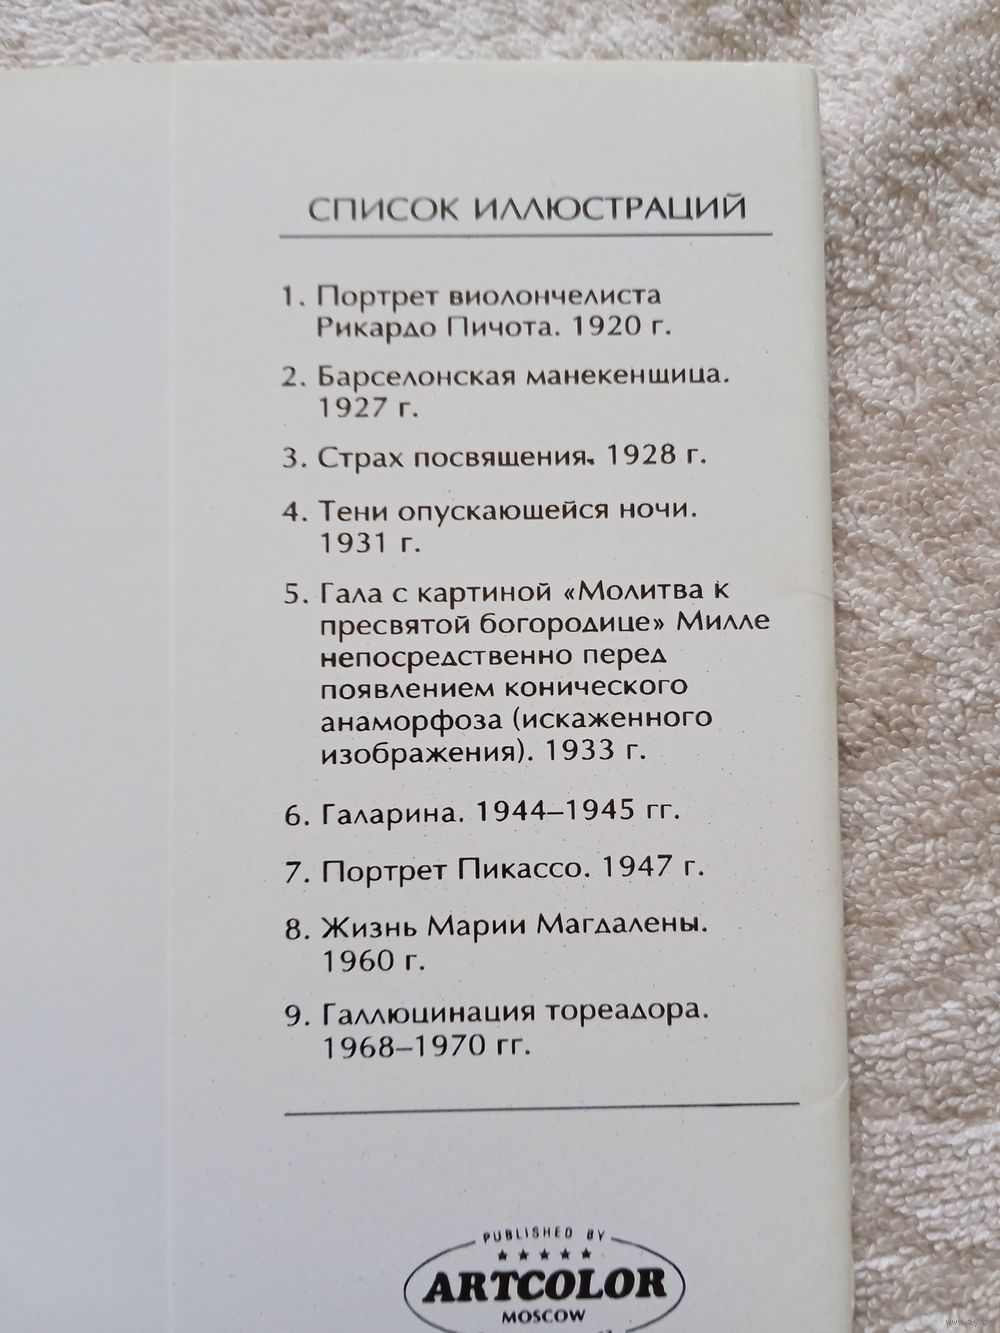 СПИСОК ИЛЛЮСТРАЦИЙ
1. Портрет виолончелиста
Рикардо Пичота. 1920 г.
2. Барселонская манекенщица.
1927 г.
3. Страх посвящения. 1928 г.
4. Тени опускающейся ночи.
1931 г.
5. Гала с картиной «Молитва к
пресвятой богородице» Милле
непосредственно перед
появлением конического
анаморфоза (искаженного
изображения). 1933 г.
6. Галарина. 1944–1945 гг.
7. Портрет Пикассо. 1947 г.
8. Жизнь Марии Магдалены.
1960 г.
9. Галлюцинация тореадора.
1968–1970 гг.
PUBLISHED BY
ARTCOLOR
MOSCOW